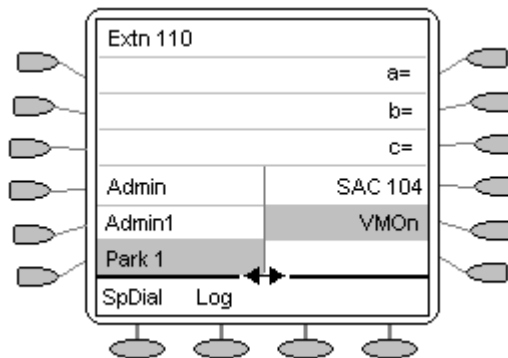 Extn 110
a=
b=
c=
Admin SAC 104
Admin1 VMOn
Park 1
SpDial Log